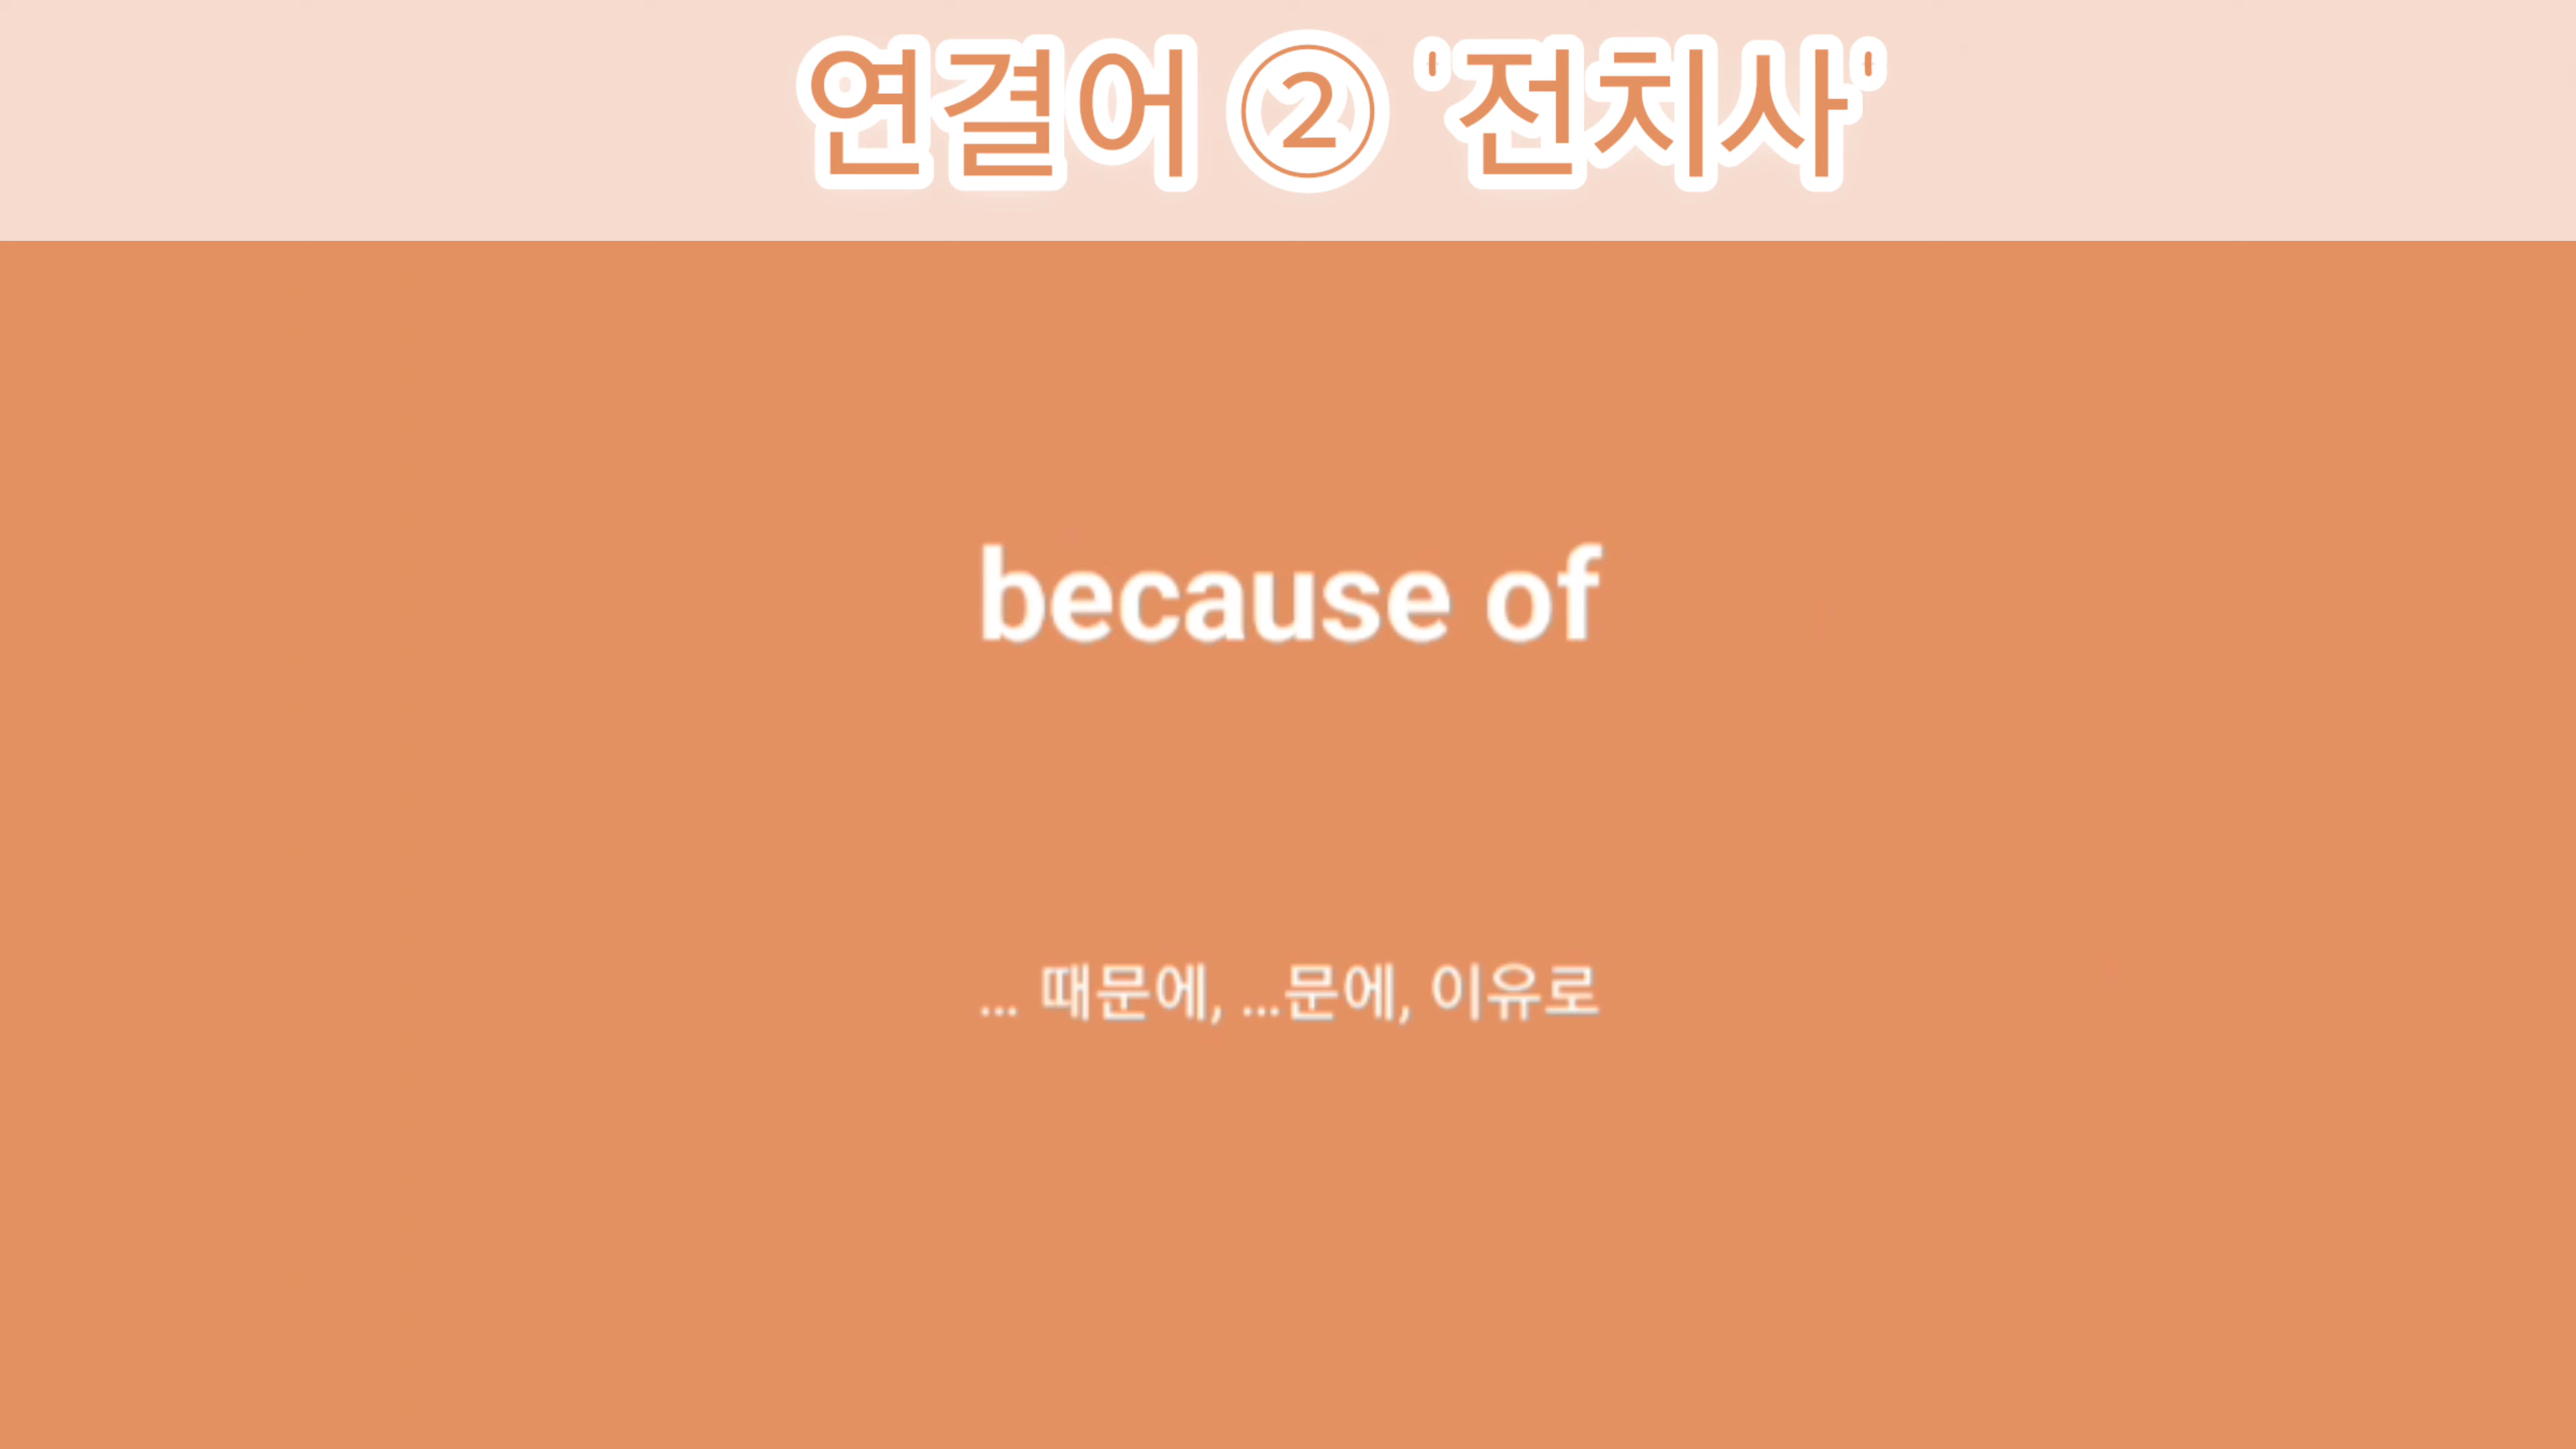 연결어 ② '전치사'
because of
... 때문에, ...문에, 이유로